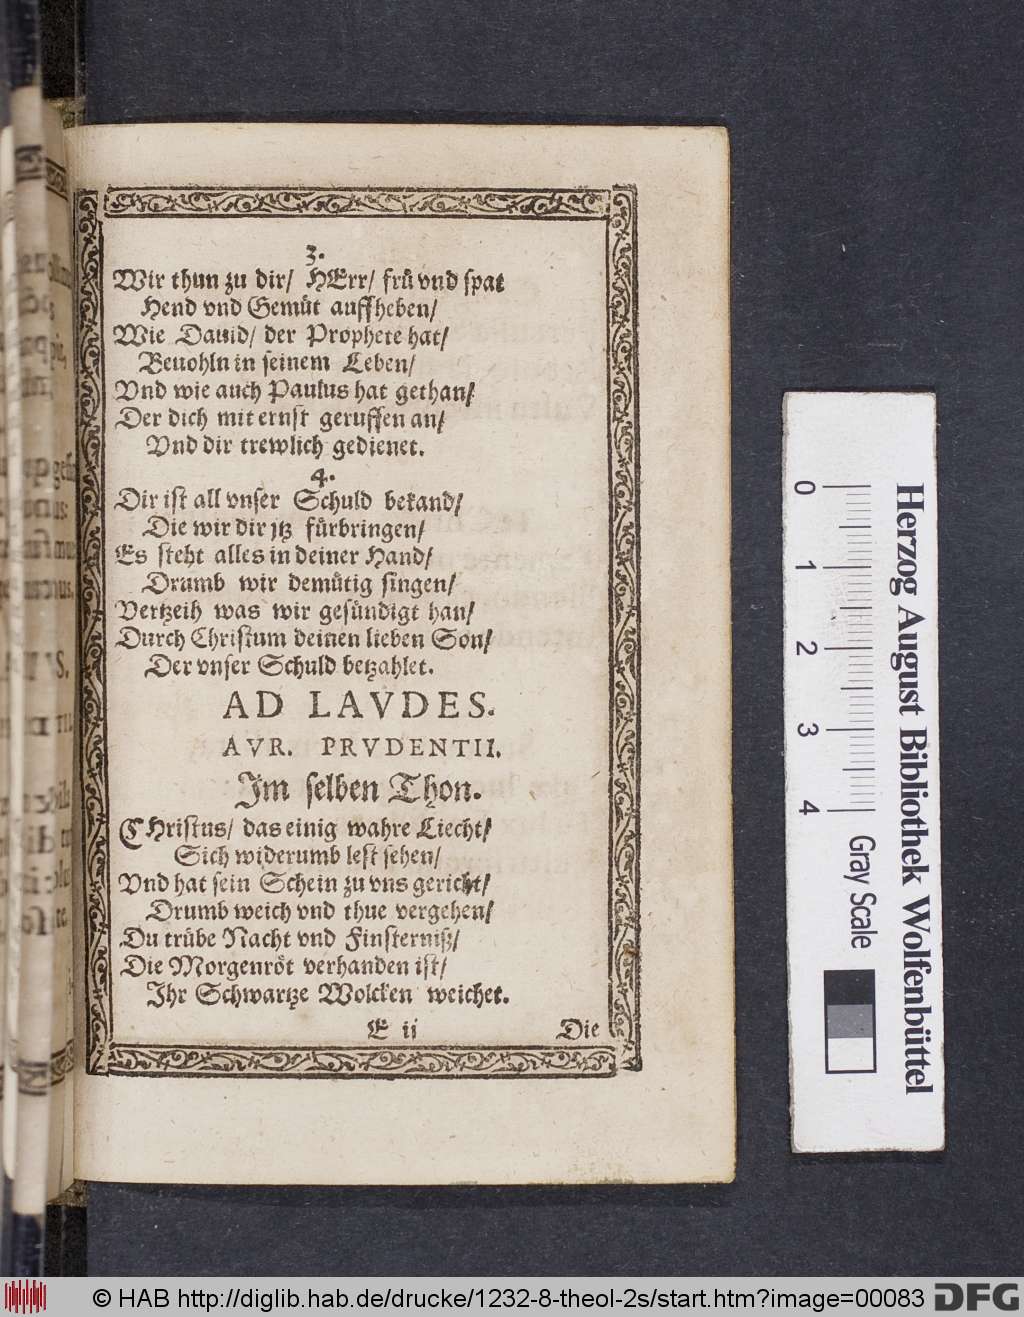 3.
Wir thun zu dir/ HErr/ frü vnd spat
Hend vnd Gemüt auffheben/
Wie Dauid/ der Prophete hat/
Beuohln in seinem Leben/
Vnd wie auch Paulus hat gethan/
Der dich mit ernst geruffen an/
Vnd dir trewlich gedienet.
4.
Dir ist all vnser Schuld bekand/
Die wir dir jtz fürbringen/
Es steht alles in deiner Hand/
Drumb wir demütig singen/
Vertzeih was wir gesündigt han/
Durch Christum deinen lieben Son/
Der vnser Schuld betzahlet.
AD LAVDES.
AVR. PRVDENTII.
Im selben Thon.
CHristus/ das einig wahre Liecht/
Sich widerumb lest sehen/
Vnd hat sein Schein zu vns gericht/
Drumb weich vnd thue vergehen/
Du trübe Nacht vnd Finsterniß/
Die Morgenröt verhanden ist/
Ihr Schwartze Wolcken weichet.
E ii
Die
0 1 2 3 4
Gray Scale
Herzog August Bibliothek Wolfenbüttel
© HAB http://diglib.hab.de/drucke/1232-8-theol-2s/start.htm?image=00083
DFG